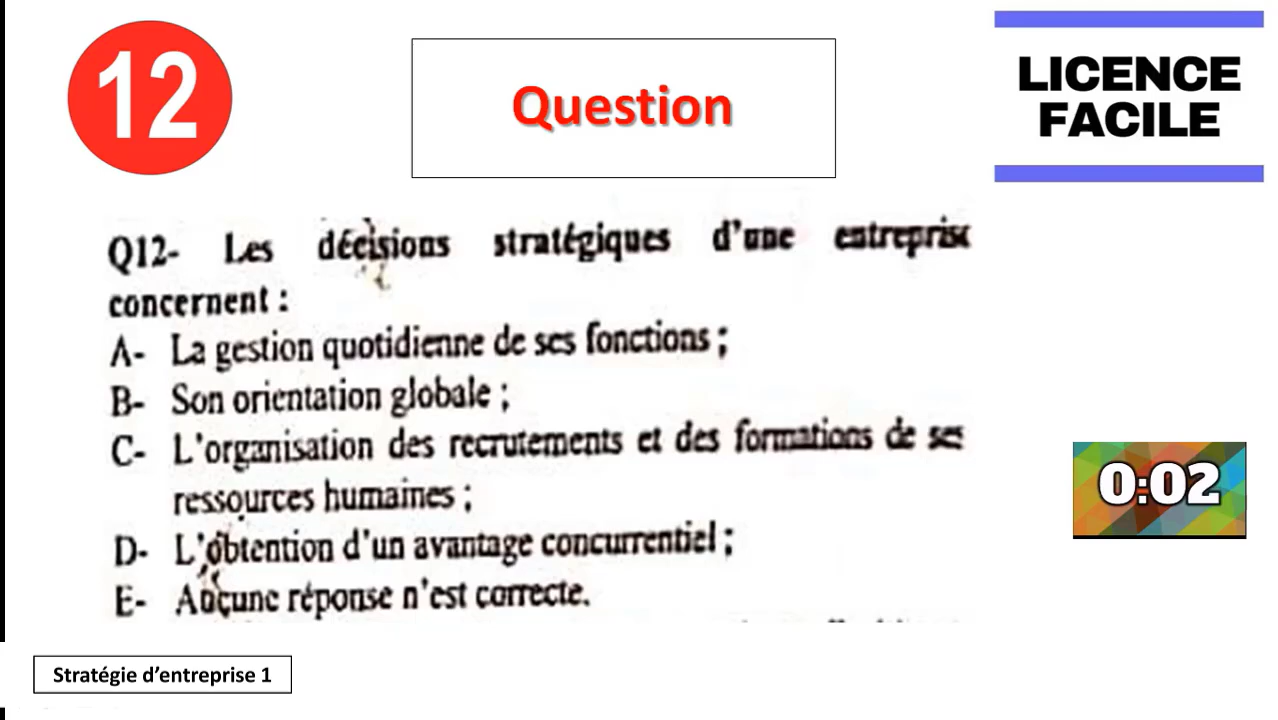 12
Question
LICENCE
FACILE
Q12- Les décisions stratégiques d'une entreprise
concernent :
A- La gestion quotidienne de ses fonctions ;
B- Son orientation globale ;
C- L'organisation des recrutements et des formations de ses
ressources humaines ;
D- L'obtention d'un avantage concurrentiel ;
E- Aucune réponse n'est correcte.
0:02
Stratégie d'entreprise 1